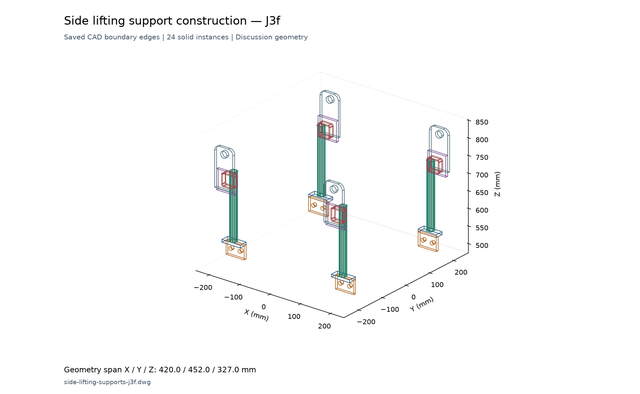 Side lifting support construction — J3f
Saved CAD boundary edges | 24 solid instances | Discussion geometry
850
800
750
700
650
600
550
500
Z (mm)
−200
−100
0
100
200
X (mm)
−200
−100
0
100
200
Y (mm)
Geometry span X / Y / Z: 420.0 / 452.0 / 327.0 mm
side-lifting-supports-j3f.dwg